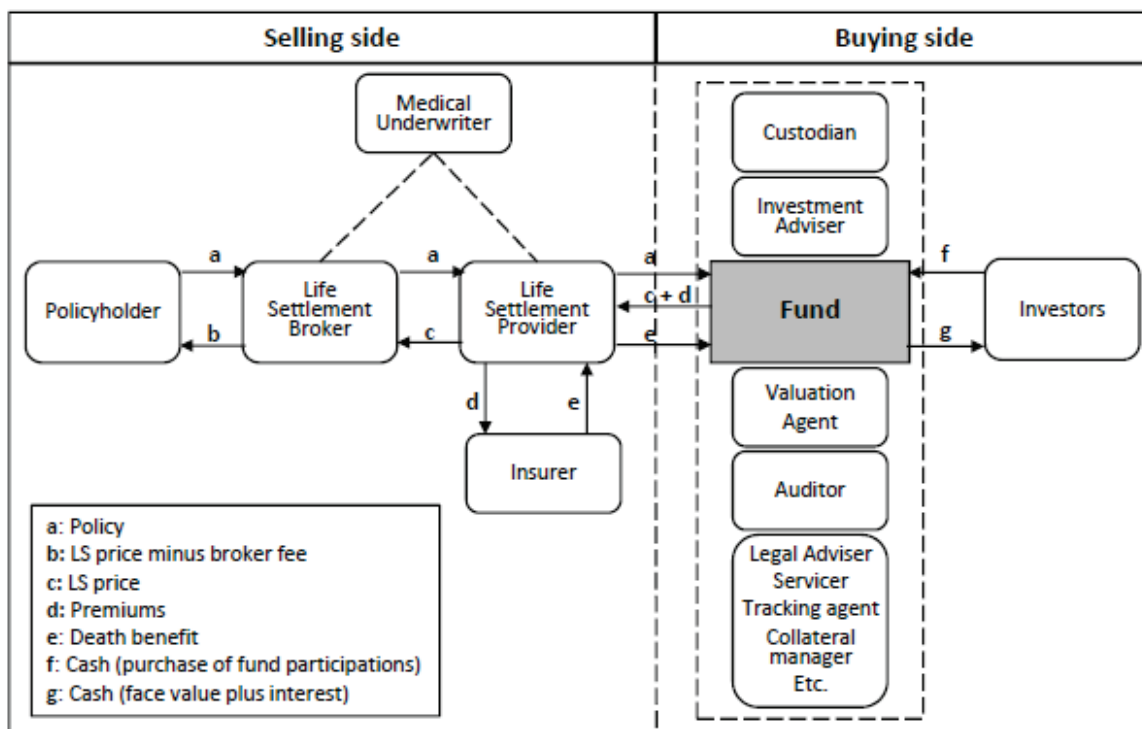 Selling side
Buying side
Medical
Underwriter
Custodian
Investment
Adviser
a
a
a
f
Policyholder
Life
Settlement
Broker
Life
Settlement
Provider
c + d
Fund
Investors
b
c
e
g
d
e
Valuation
Agent
Insurer
Auditor
a: Policy
b: LS price minus broker fee
c: LS price
d: Premiums
e: Death benefit
f: Cash (purchase of fund participations)
g: Cash (face value plus interest)
Legal Adviser
Servicer
Tracking agent
Collateral
manager
Etc.